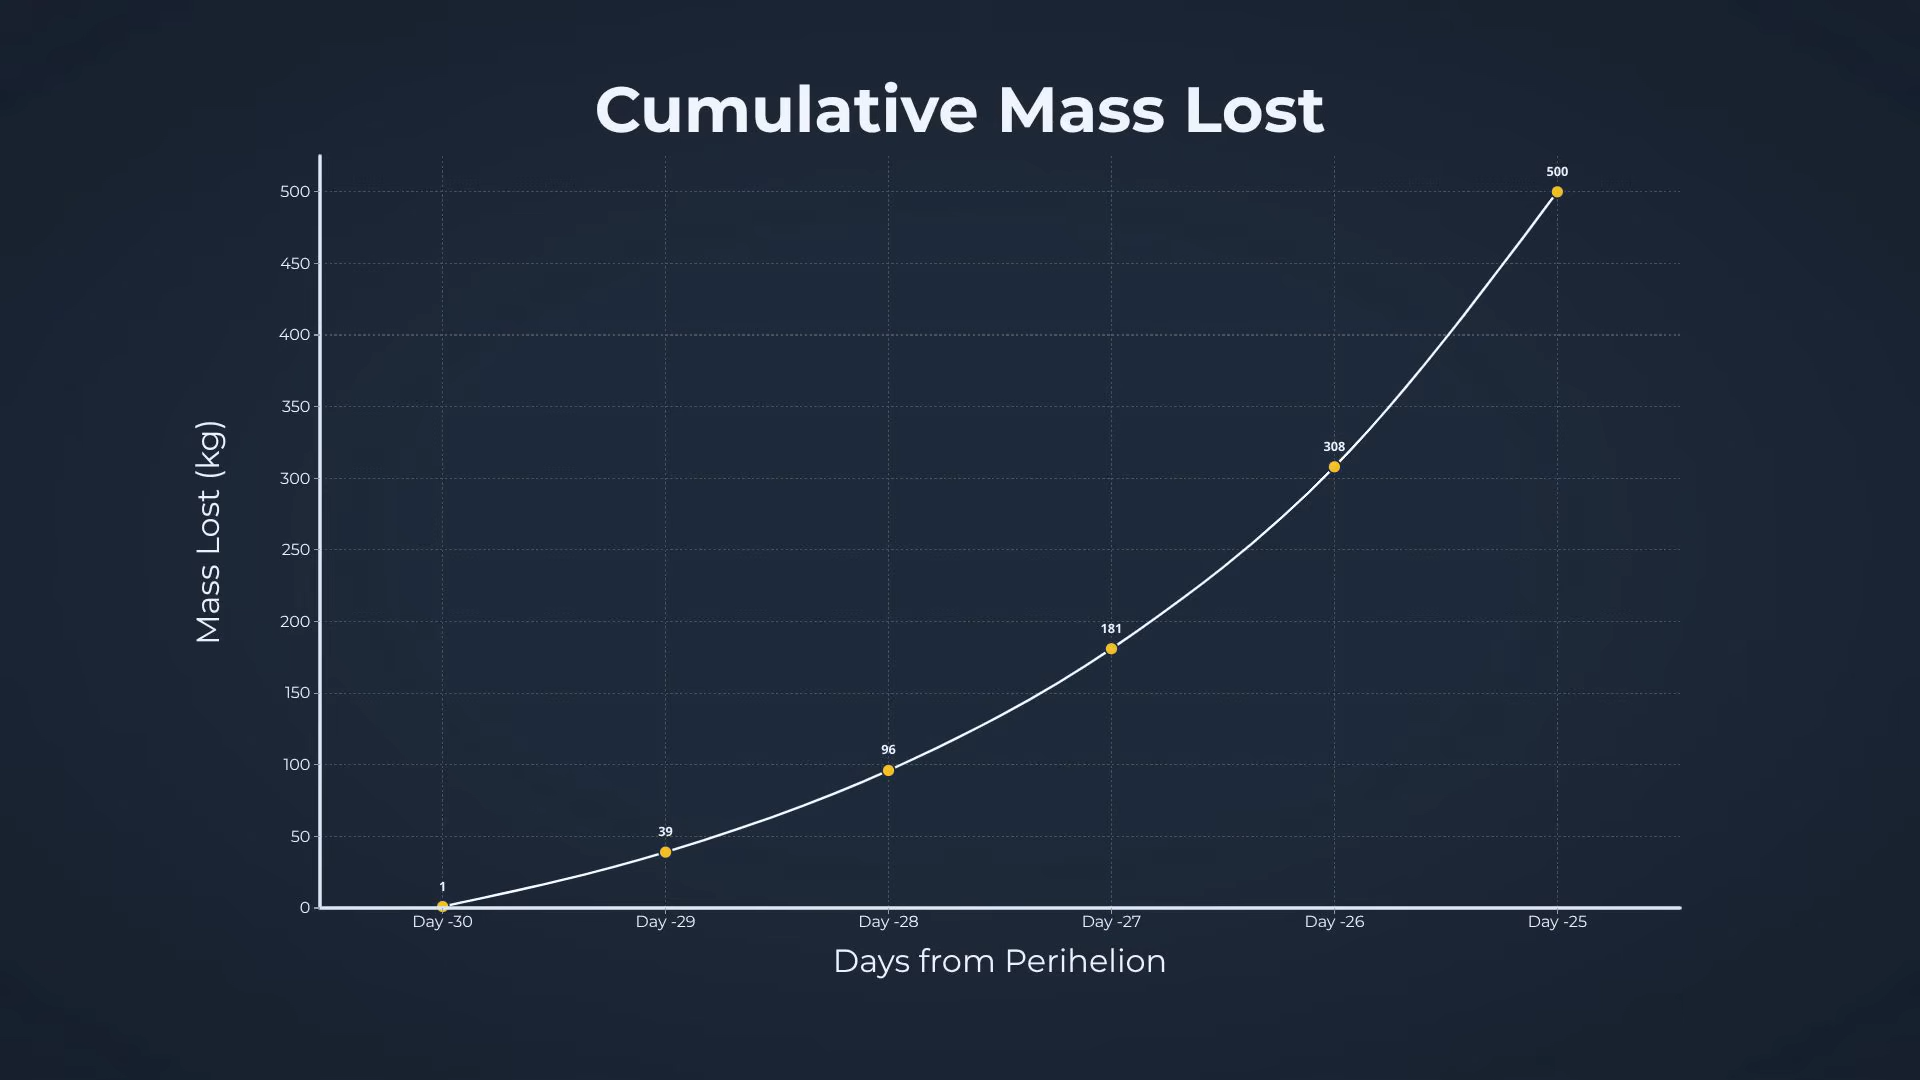 Cumulative Mass Lost
500
500
450
400
350
308
300
250
200
181
150
100
96
50
39
1
0
Mass Lost (kg)
Day -30
Day -29
Day -28
Day -27
Day -26
Day -25
Days from Perihelion